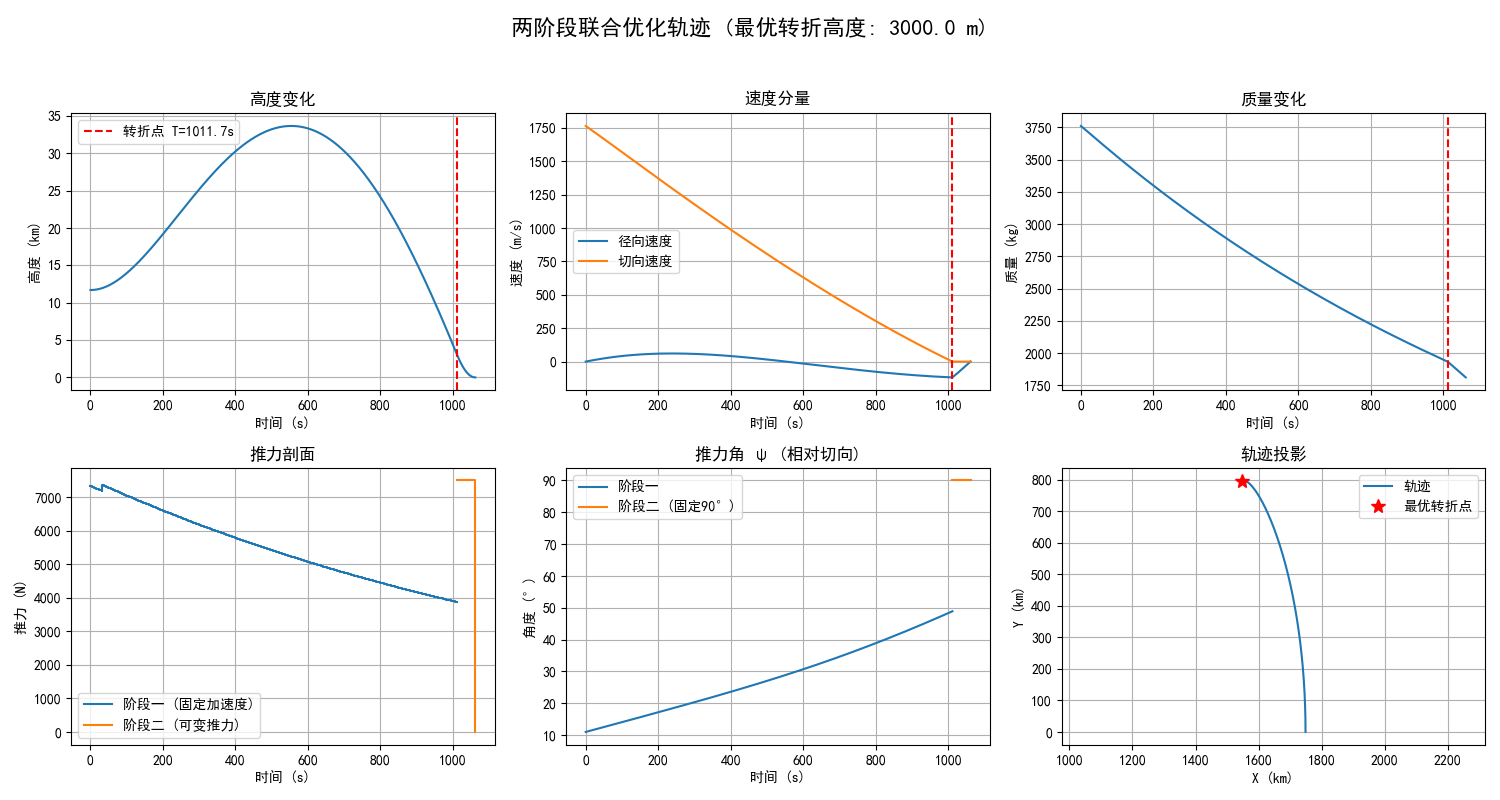 两阶段联合优化轨迹 (最优转折高度: 3000.0 m)
高度变化
35
30
25
20
15
10
5
0
高度 (km)
转折点 T=1011.7s
0 200 400 600 800 1000
时间 (s)
速度分量
1750
1500
1250
1000
750
500
250
0
速度 (m/s)
径向速度
切向速度
0 200 400 600 800 1000
时间 (s)
质量变化
3750
3500
3250
3000
2750
2500
2250
2000
1750
质量 (kg)
0 200 400 600 800 1000
时间 (s)
推力剖面
7000
6000
5000
4000
3000
2000
1000
0
推力 (N)
阶段一 (固定加速度)
阶段二 (可变推力)
0 200 400 600 800 1000
时间 (s)
推力角 ψ (相对切向)
90
80
70
60
50
40
30
20
10
角度 (°)
阶段一
阶段二 (固定90°)
0 200 400 600 800 1000
时间 (s)
轨迹投影
800
700
600
500
400
300
200
100
0
Y (km)
轨迹
最优转折点
1000 1200 1400 1600 1800 2000 2200
X (km)